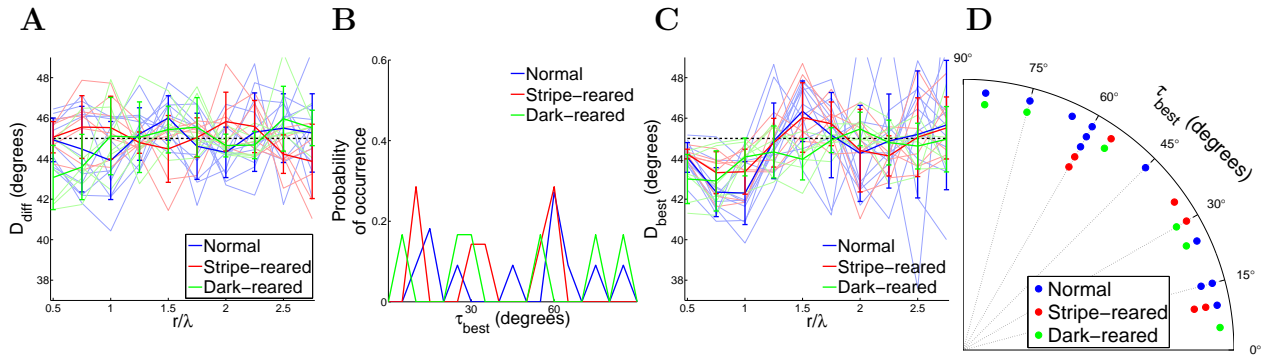 A
D_diff (degrees)
48
46
44
42
40
38
0.5
1
1.5
2
2.5
r/λ
Normal
Stripe-reared
Dark-reared
B
Probability
of occurrence
0.6
0.4
0.2
0
30
60
τ_best (degrees)
Normal
Stripe-reared
Dark-reared
C
D_best (degrees)
48
46
44
42
40
38
0.5
1
1.5
2
2.5
r/λ
Normal
Stripe-reared
Dark-reared
D
90°
75°
60°
45°
30°
15°
0°
τ_best (degrees)
Normal
Stripe-reared
Dark-reared